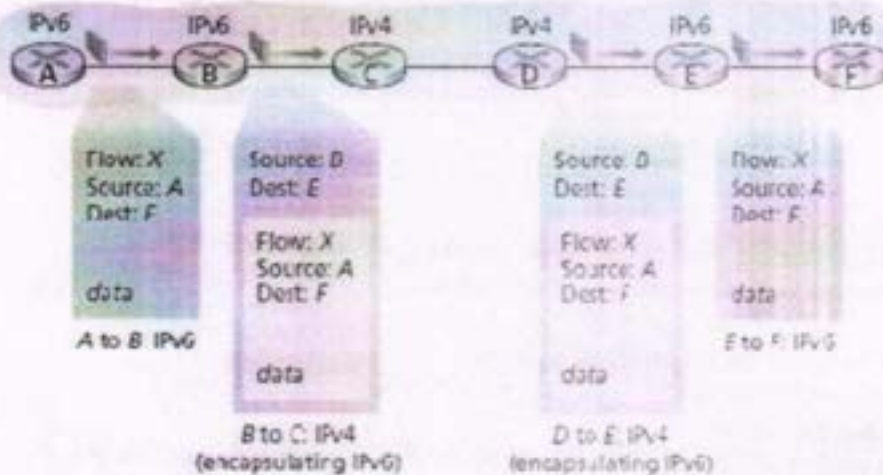 IPv6 IPv6 IPv4 IPv4 IPv6 IPv6
A B C D E F
Flow: X
Source: A
Dest: F
data
A to B: IPv6
Source: B
Dest: E
Flow: X
Source: A
Dest: F
data
B to C: IPv4
(encapsulating IPv6)
Source: B
Dest: E
Flow: X
Source: A
Dest: F
data
D to E: IPv4
(encapsulating IPv6)
Flow: X
Source: A
Dest: F
data
E to F: IPv6